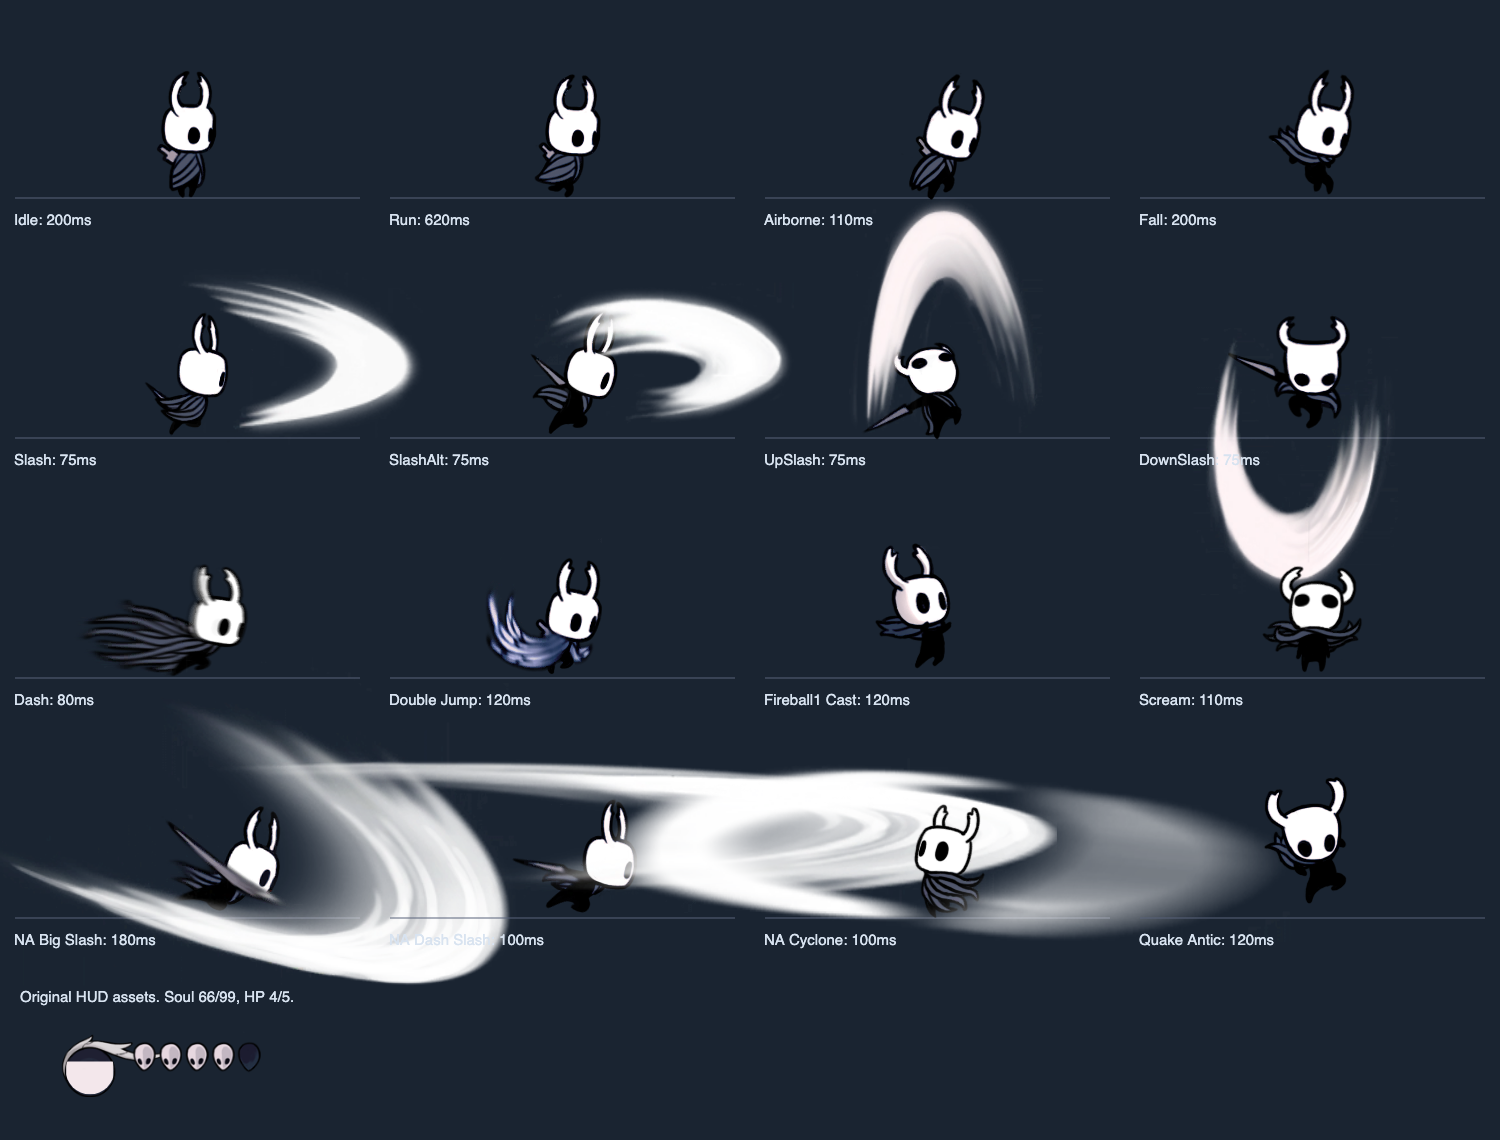 Idle: 200ms
Run: 620ms
Airborne: 110ms
Fall: 200ms
Slash: 75ms
SlashAlt: 75ms
UpSlash: 75ms
DownSlash: 75ms
Dash: 80ms
Double Jump: 120ms
Fireball1 Cast: 120ms
Scream: 110ms
NA Big Slash: 180ms
NA Dash Slash: 100ms
NA Cyclone: 100ms
Quake Antic: 120ms
Original HUD assets. Soul 66/99, HP 4/5.